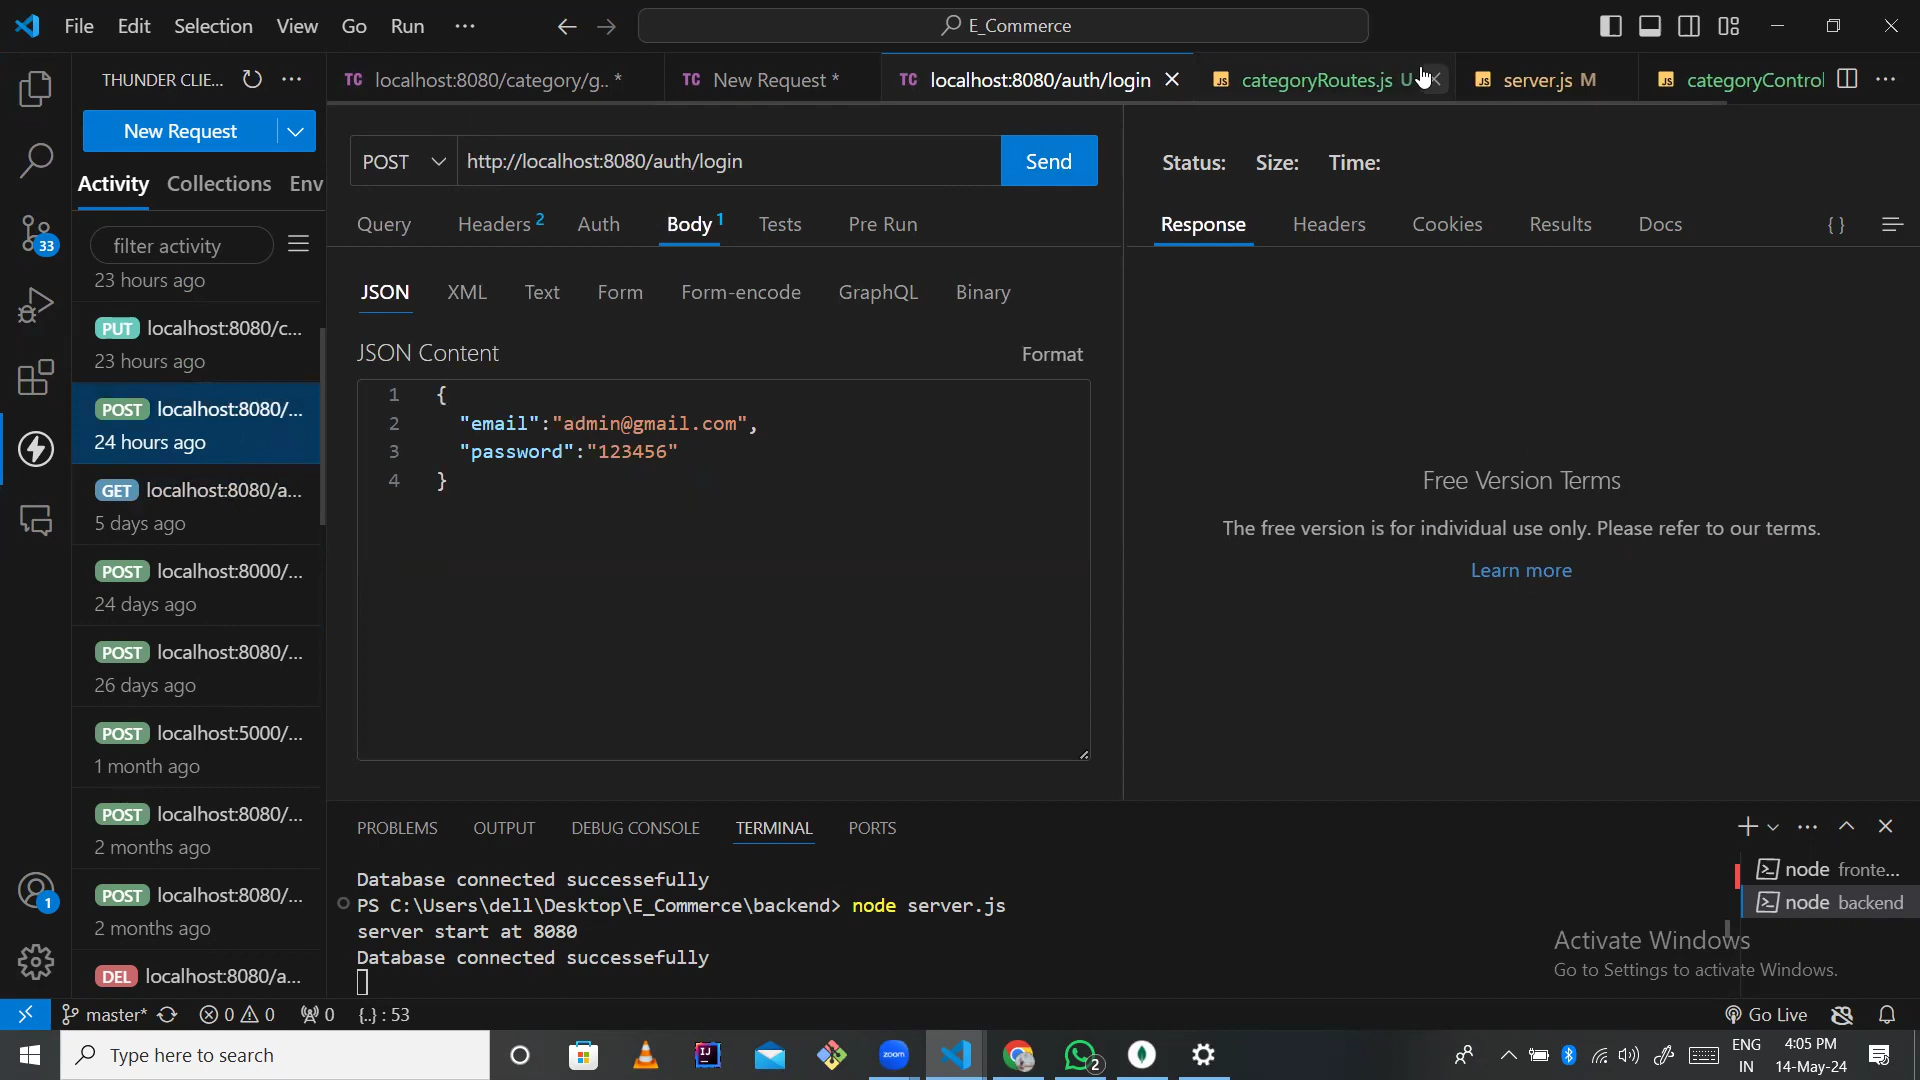 File Edit Selection View Go Run ··· E_Commerce
THUNDER CLIE... ···
TC localhost:8080/category/g.. * TC New Request * TC localhost:8080/auth/login JS categoryRoutes.js U JS server.js M JS categoryControl ···
New Request
Activity Collections Env
filter activity
23 hours ago
PUT localhost:8080/c...
23 hours ago
POST localhost:8080/...
24 hours ago
GET localhost:8080/a...
5 days ago
POST localhost:8000/...
24 days ago
POST localhost:8080/...
26 days ago
POST localhost:5000/...
1 month ago
POST localhost:8080/...
2 months ago
POST localhost:8080/...
2 months ago
DEL localhost:8080/a...
33
1
POST http://localhost:8080/auth/login Send
Query Headers 2 Auth Body 1 Tests Pre Run
JSON XML Text Form Form-encode GraphQL Binary
JSON Content Format
1 {
2 "email":"admin@gmail.com",
3 "password":"123456"
4 }
Status: Size: Time:
Response Headers Cookies Results Docs { }
Free Version Terms
The free version is for individual use only. Please refer to our terms.
Learn more
PROBLEMS OUTPUT DEBUG CONSOLE TERMINAL PORTS ···
Database connected successefully
PS C:\Users\dell\Desktop\E_Commerce\backend> node server.js
server start at 8080
Database connected successefully
node fronte...
node backend
Activate Windows
Go to Settings to activate Windows.
master* 0 0 0 {..} : 53 Go Live
Type here to search IJ zoom 2 ENG IN 4:05 PM 14-May-24